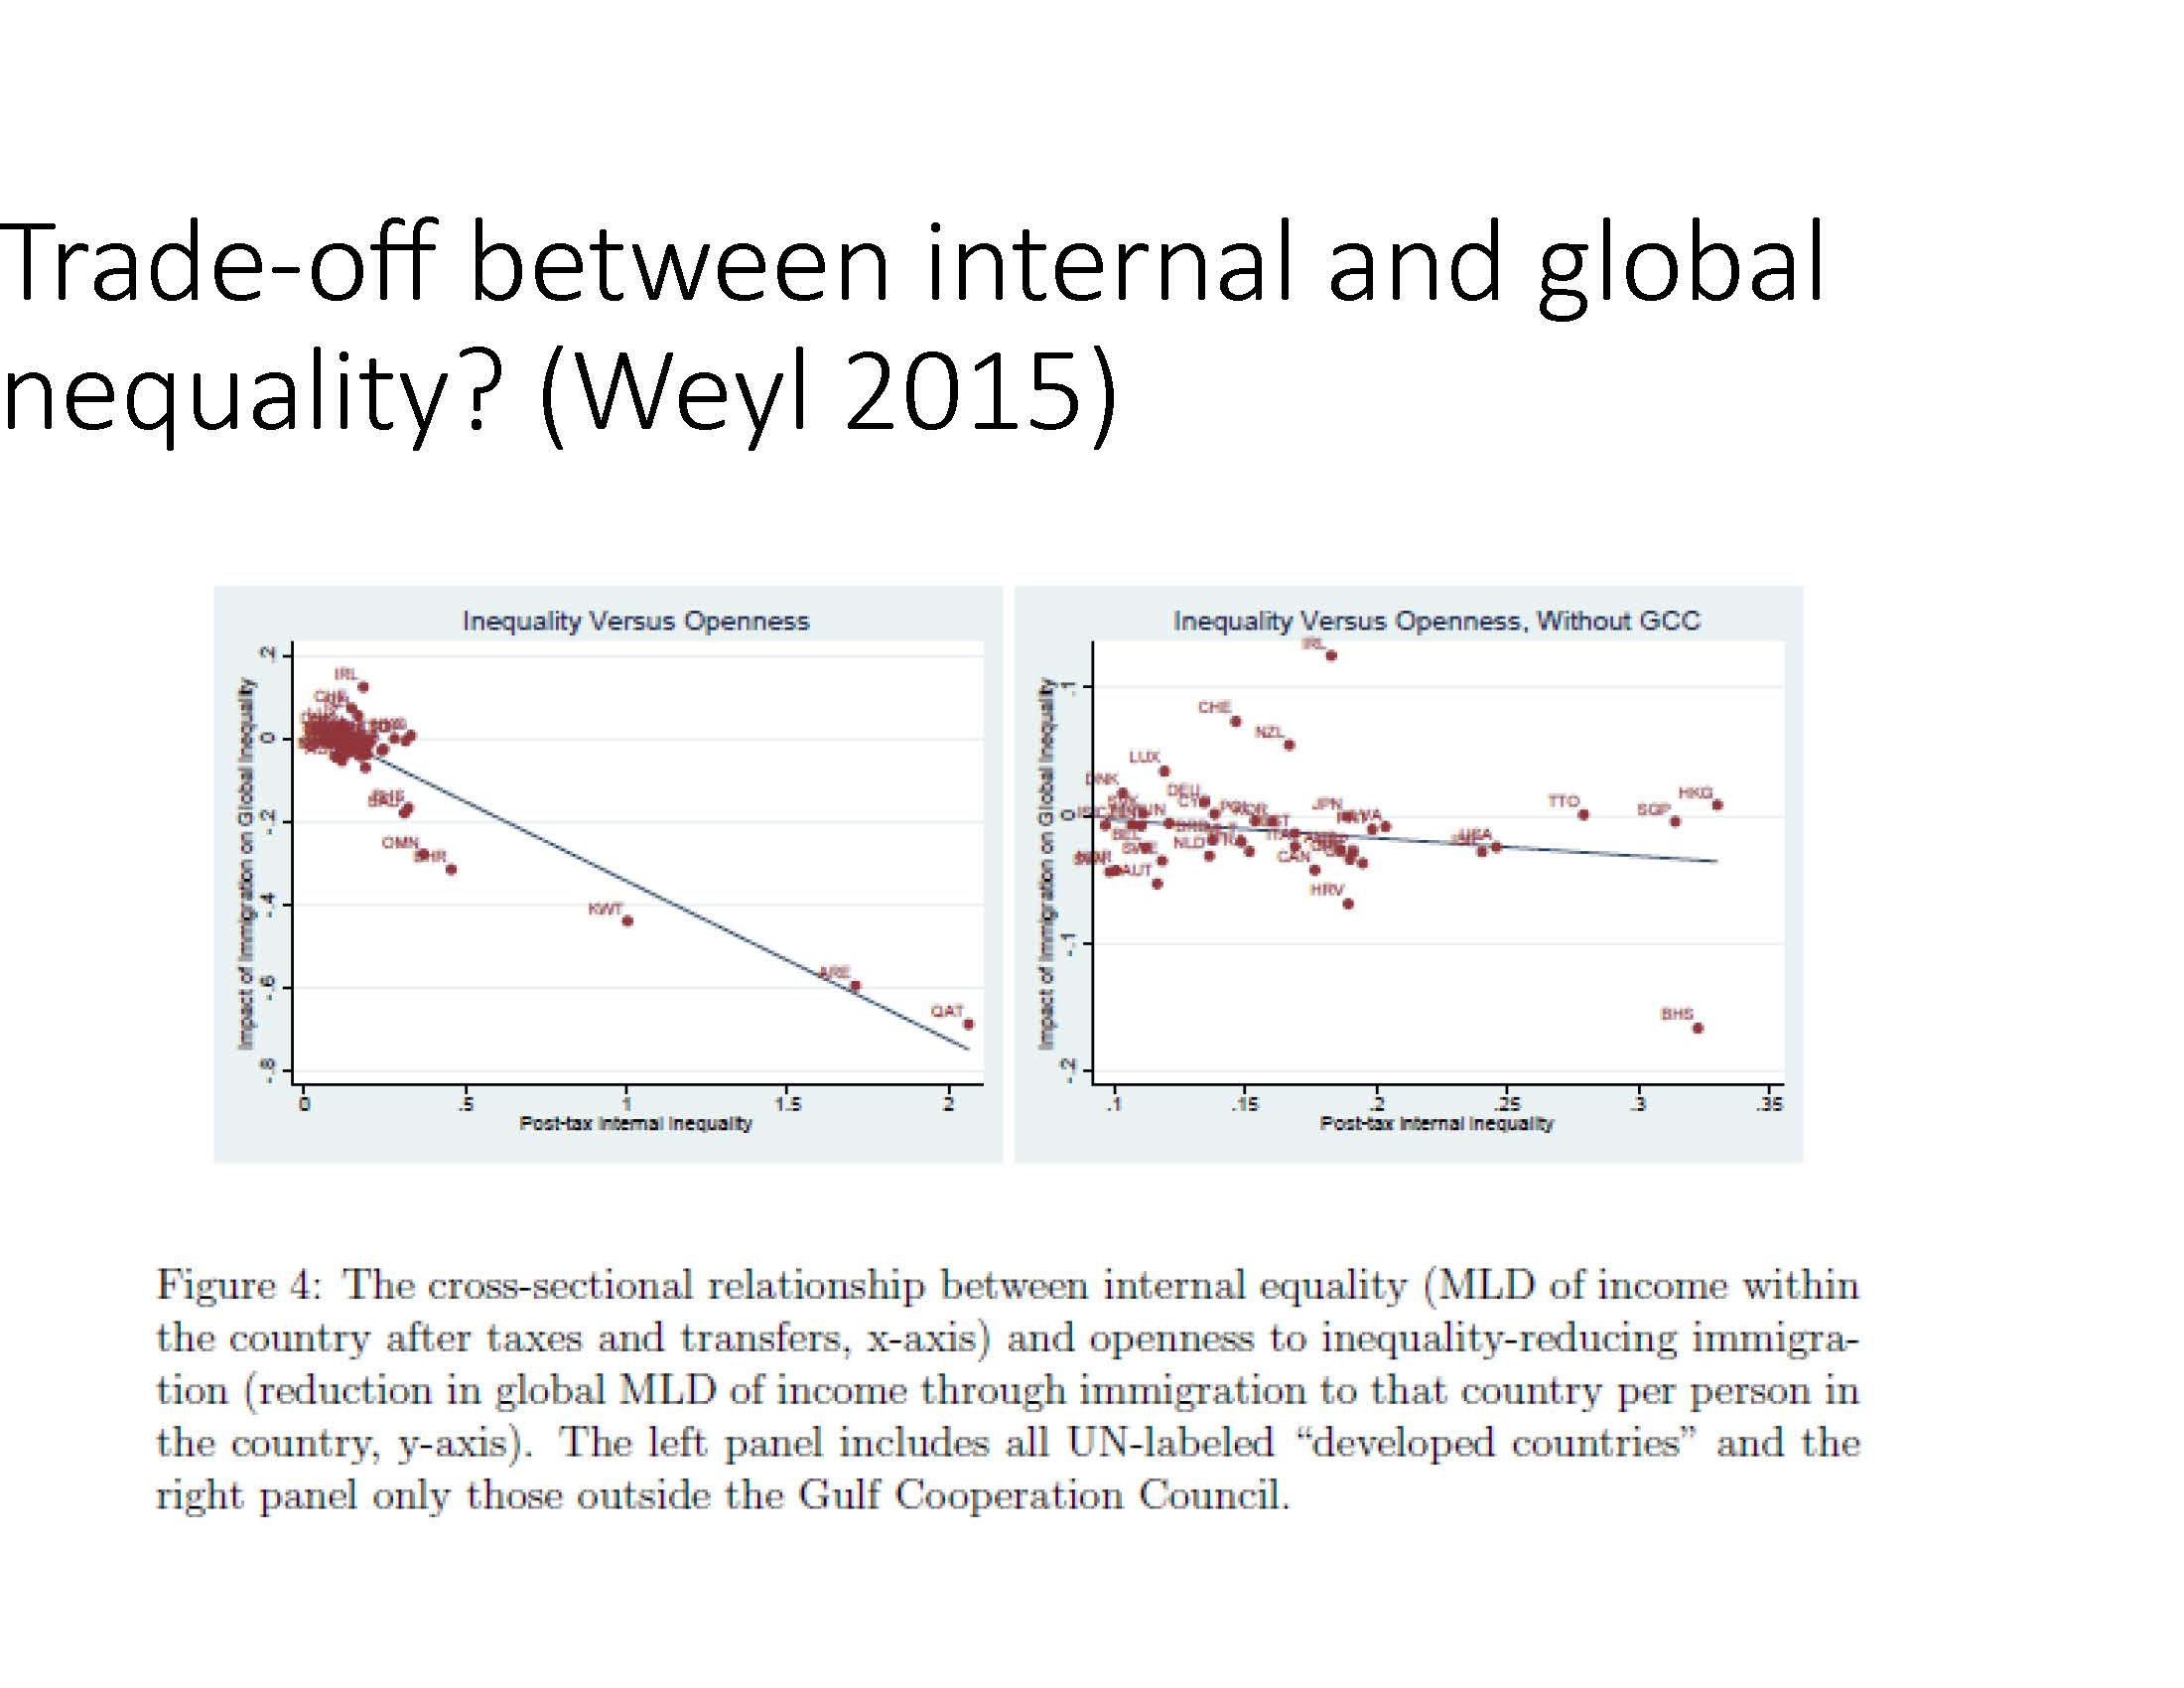 Trade-off between internal and global
nequality? (Weyl 2015)
Inequality Versus Openness
Impact of Immigration on Global Inequality
.2
0
-.2
-.4
-.6
-.8
IRL
CHE
OMN
BHR
KWT
ARE
QAT
0 .5 1 1.5 2
Post-tax Internal Inequality
Inequality Versus Openness, Without GCC
Impact of Immigration on Global Inequality
.1
0
-.1
-.2
IRL
CHE
NZL
LUX
DNK
DEU
JPN
TTO
SGP
HKG
BEL
NLD
CAN
USA
AUT
HRV
BHS
.1 .15 .2 .25 .3 .35
Post-tax Internal Inequality
Figure 4: The cross-sectional relationship between internal equality (MLD of income within
the country after taxes and transfers, x-axis) and openness to inequality-reducing immigra-
tion (reduction in global MLD of income through immigration to that country per person in
the country, y-axis). The left panel includes all UN-labeled “developed countries” and the
right panel only those outside the Gulf Cooperation Council.